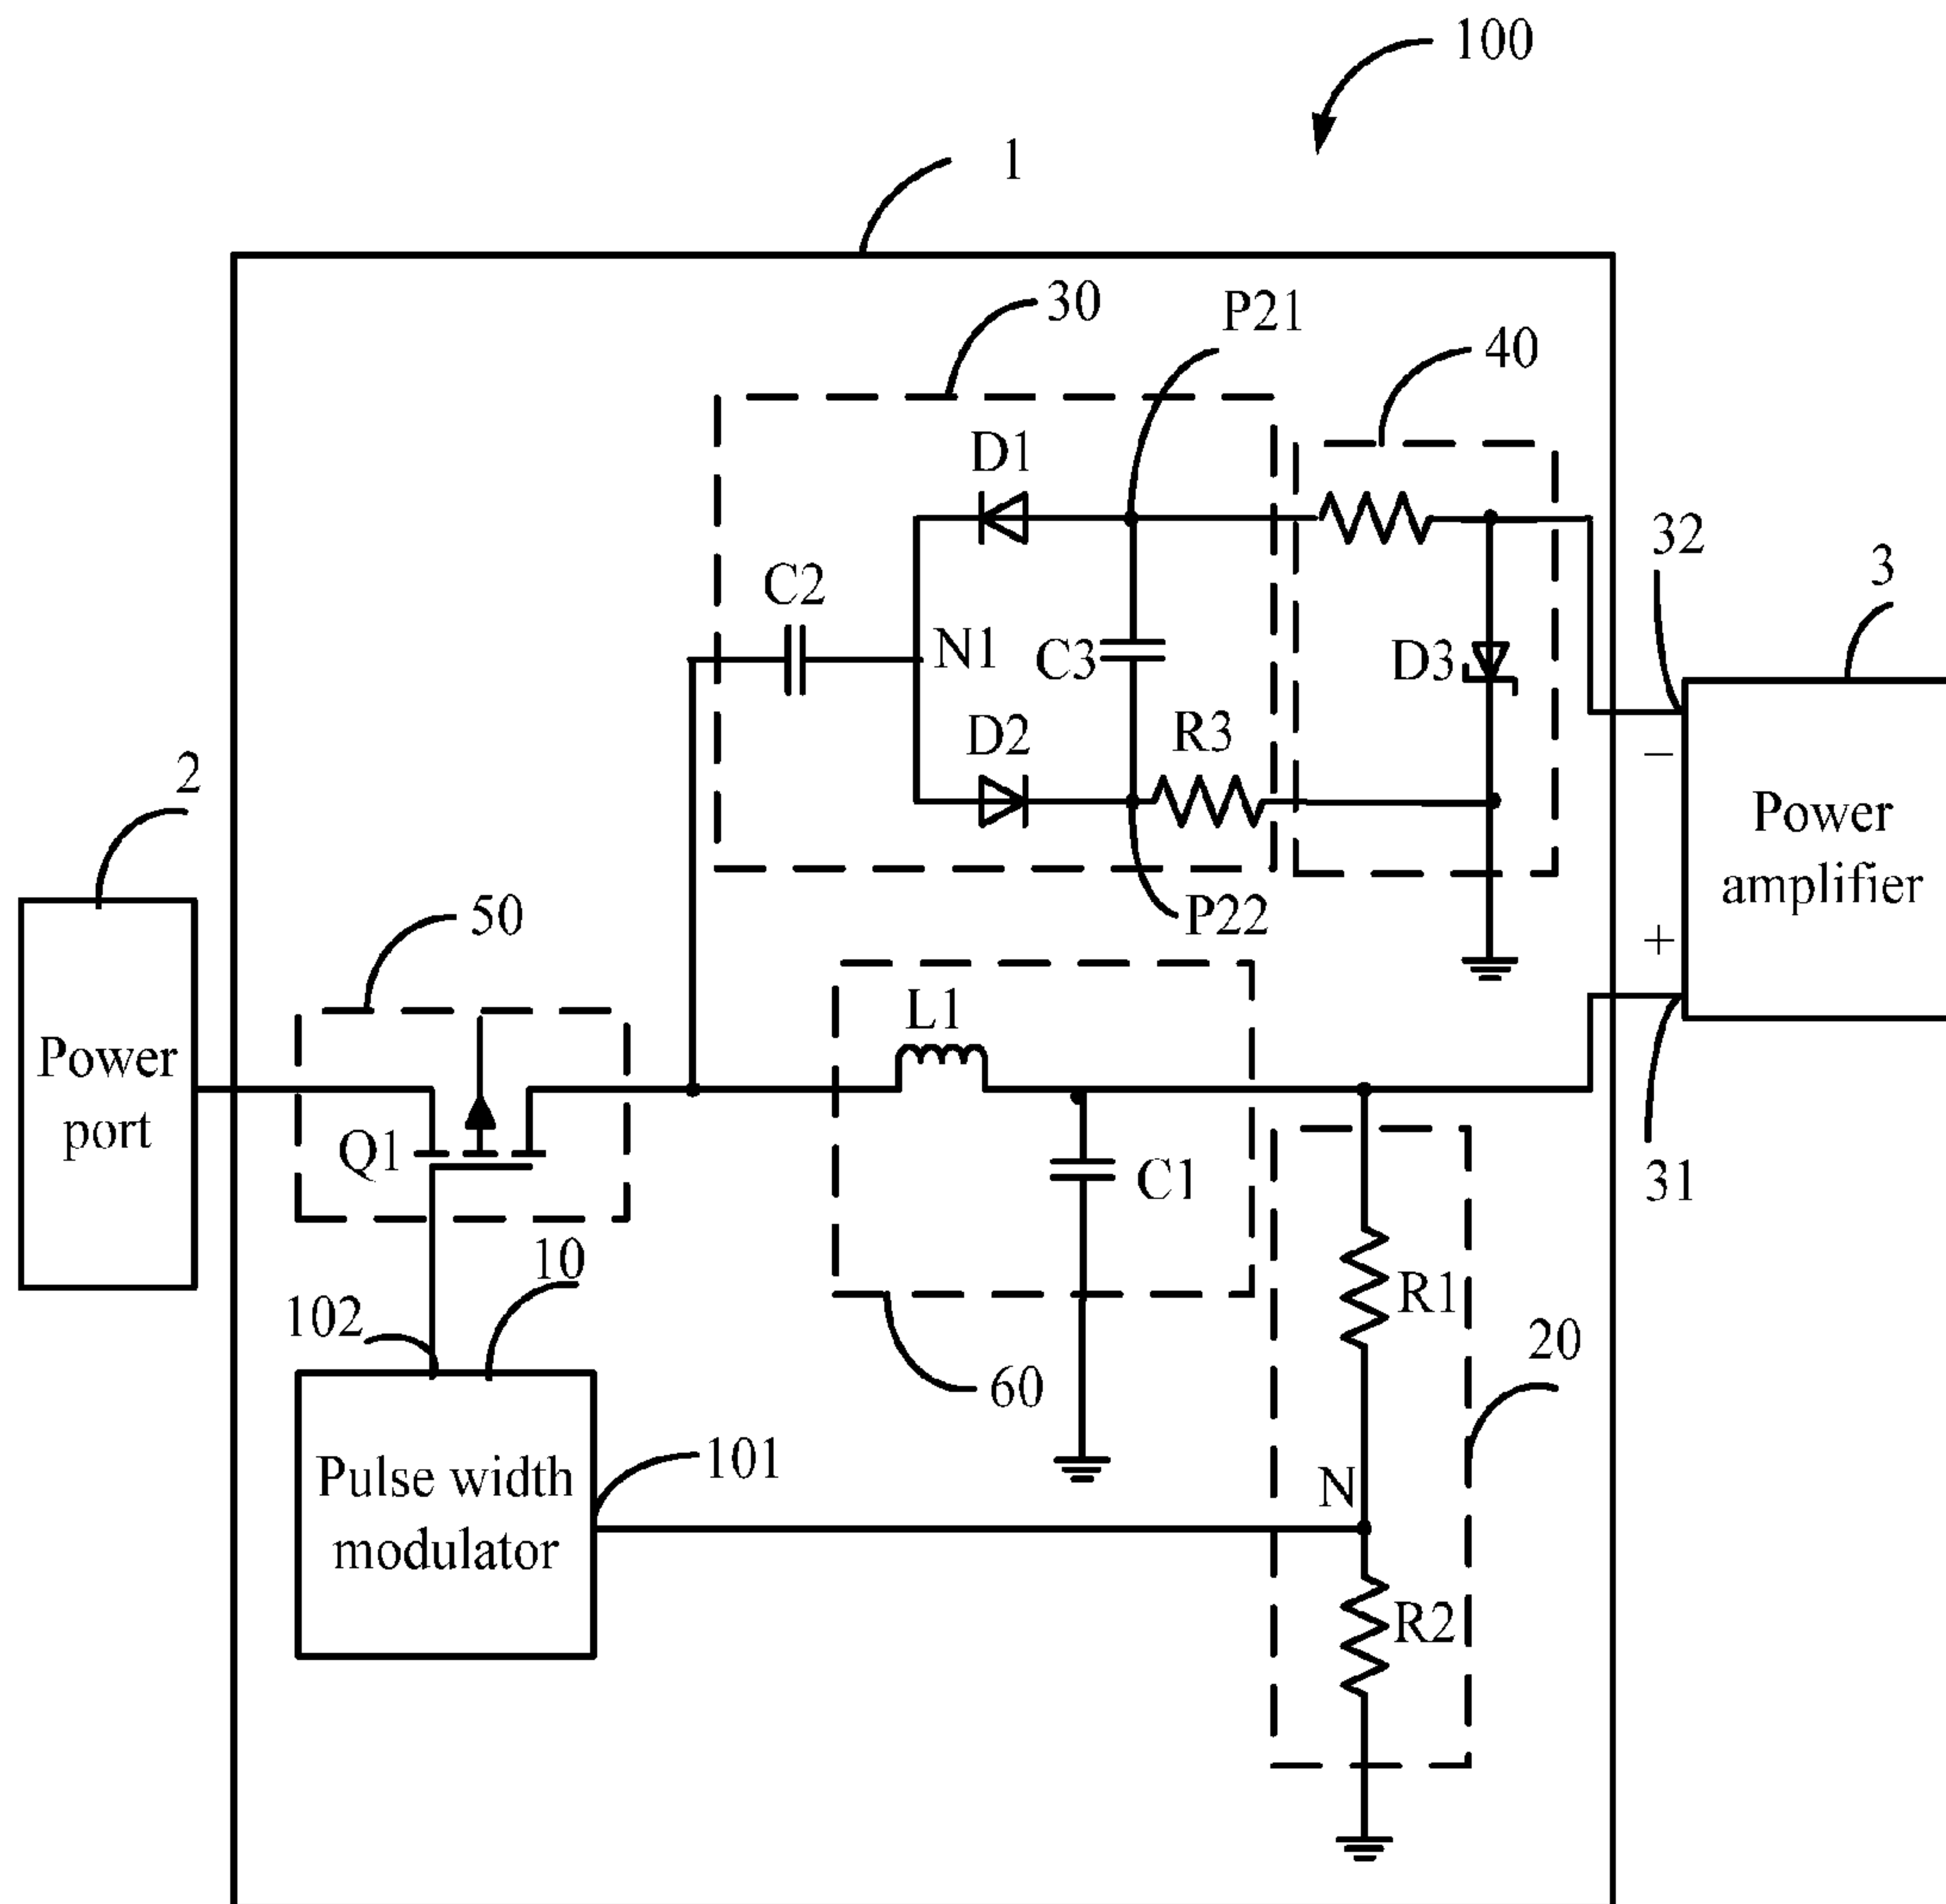 100
1
30
P21
40
D1
32
C2
3
N1
C3
D3
D2
R3
2
−
Power
amplifier
50
P22
+
L1
Power
port
Q1
C1
31
10
102
R1
20
60
Pulse width
modulator
101
N
R2